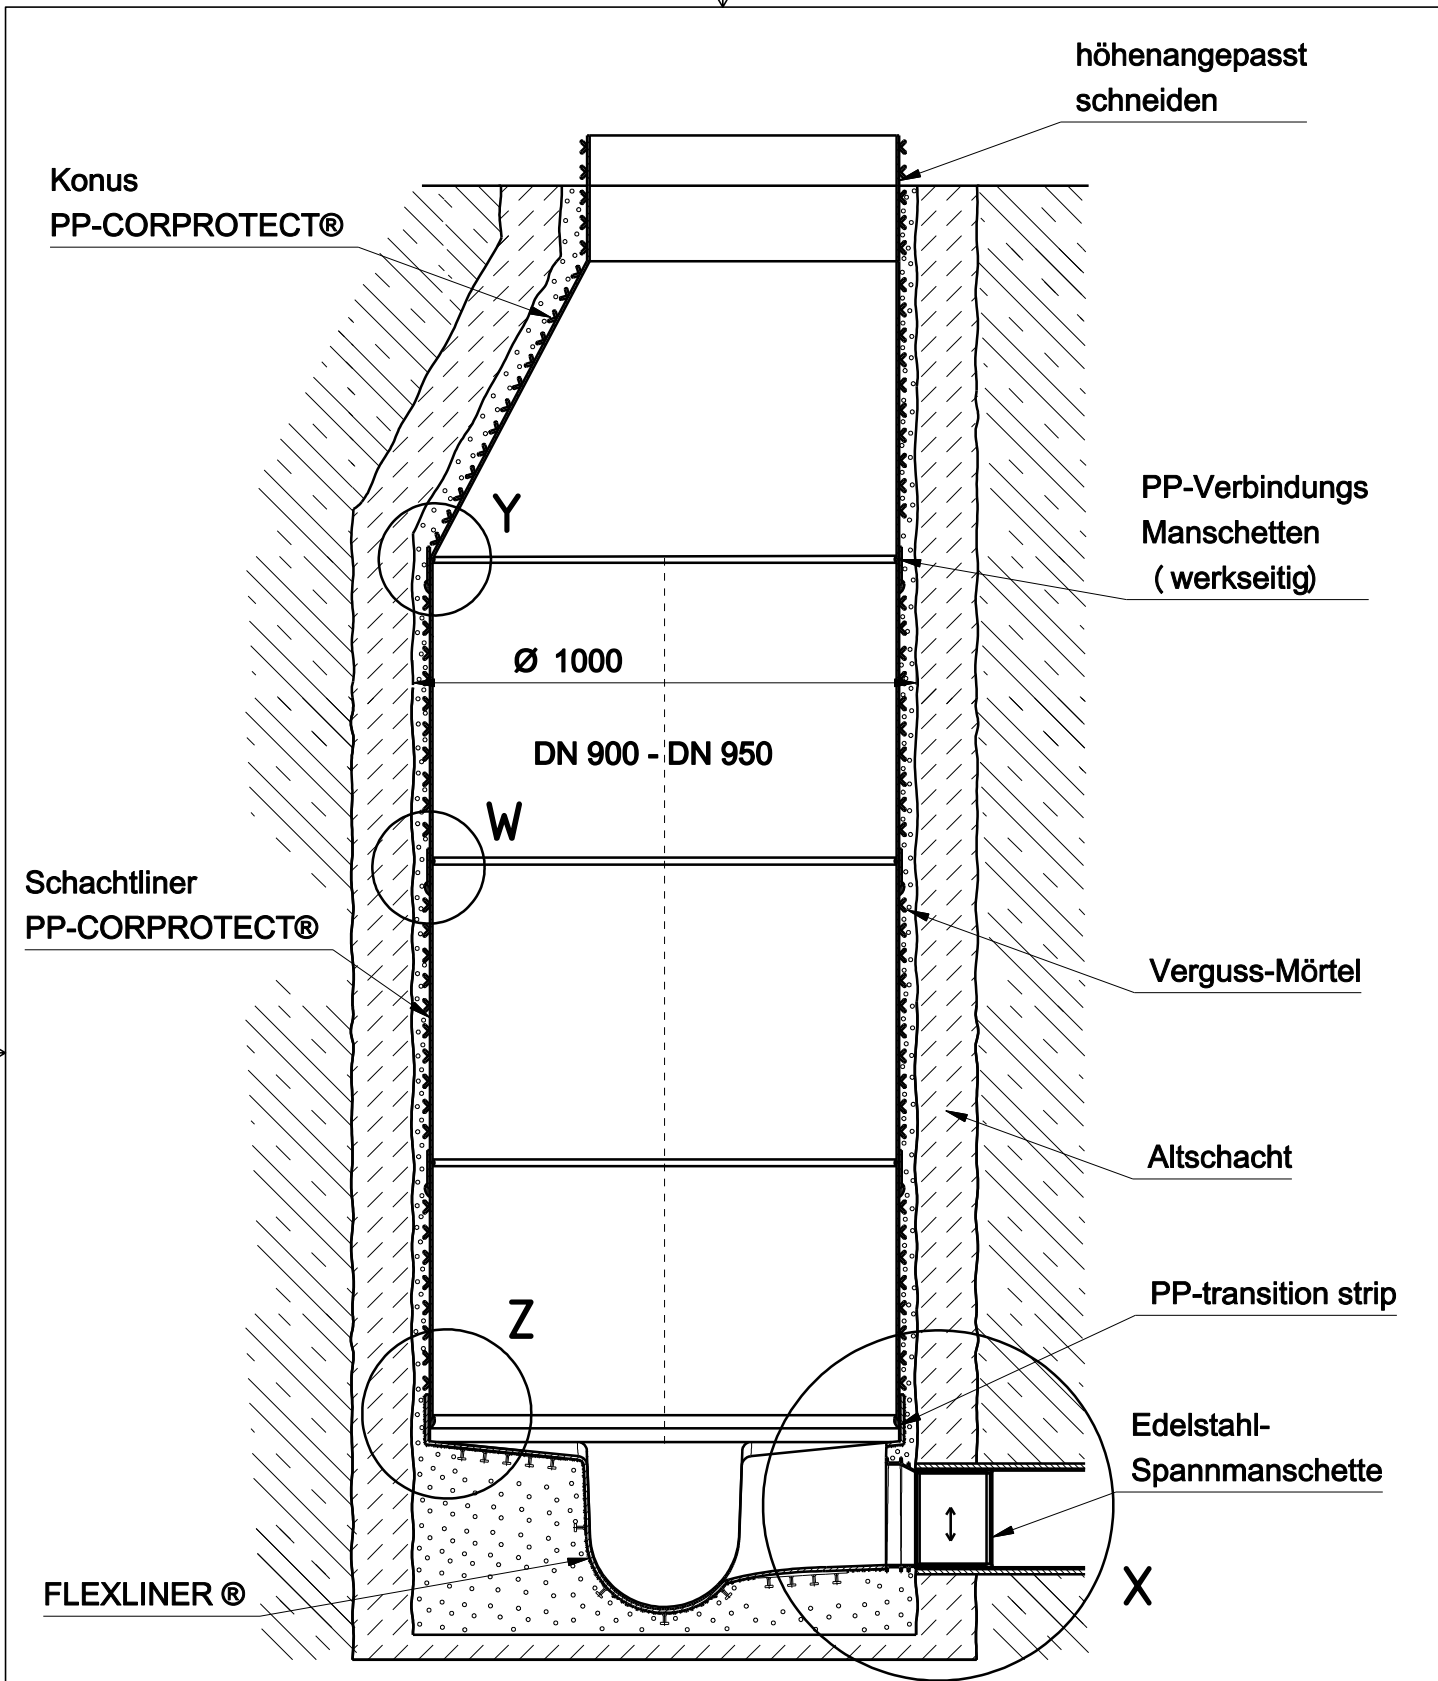 höhenangepasst
schneiden
Konus
PP-CORPROTECT®
Y
PP-Verbindungs
Manschetten
( werkseitig)
Ø 1000
DN 900 - DN 950
W
Schachtliner
PP-CORPROTECT®
Verguss-Mörtel
Altschacht
PP-transition strip
Z
Edelstahl-
Spannmanschette
FLEXLINER ®
X